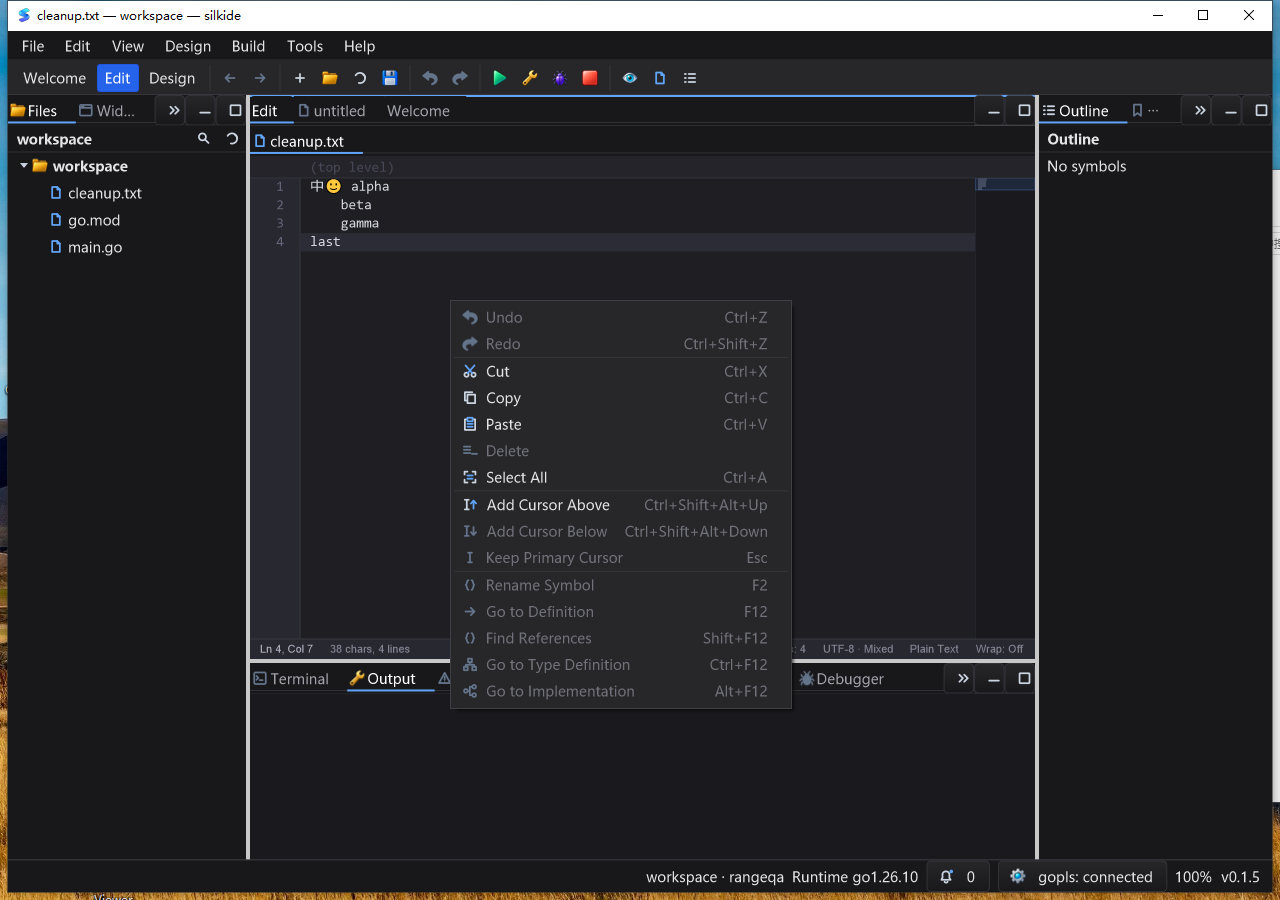 cleanup.txt — workspace — silkide
File Edit View Design Build Tools Help
Welcome Edit Design
Files Wid...
Edit untitled Welcome
Outline ...
workspace
cleanup.txt
Outline
workspace
(top level)
No symbols
1 中🙂 alpha
cleanup.txt
2 beta
go.mod
3 gamma
main.go
4 last
Undo Ctrl+Z
Redo Ctrl+Shift+Z
Cut Ctrl+X
Copy Ctrl+C
Paste Ctrl+V
Delete
Select All Ctrl+A
Add Cursor Above Ctrl+Shift+Alt+Up
Add Cursor Below Ctrl+Shift+Alt+Down
Keep Primary Cursor Esc
Rename Symbol F2
Go to Definition F12
Find References Shift+F12
Go to Type Definition Ctrl+F12
Go to Implementation Alt+F12
Ln 4, Col 7 38 chars, 4 lines : 4 UTF-8 · Mixed Plain Text Wrap: Off
Terminal Output Debugger
workspace · rangeqa Runtime go1.26.10 0 gopls: connected 100% v0.1.5